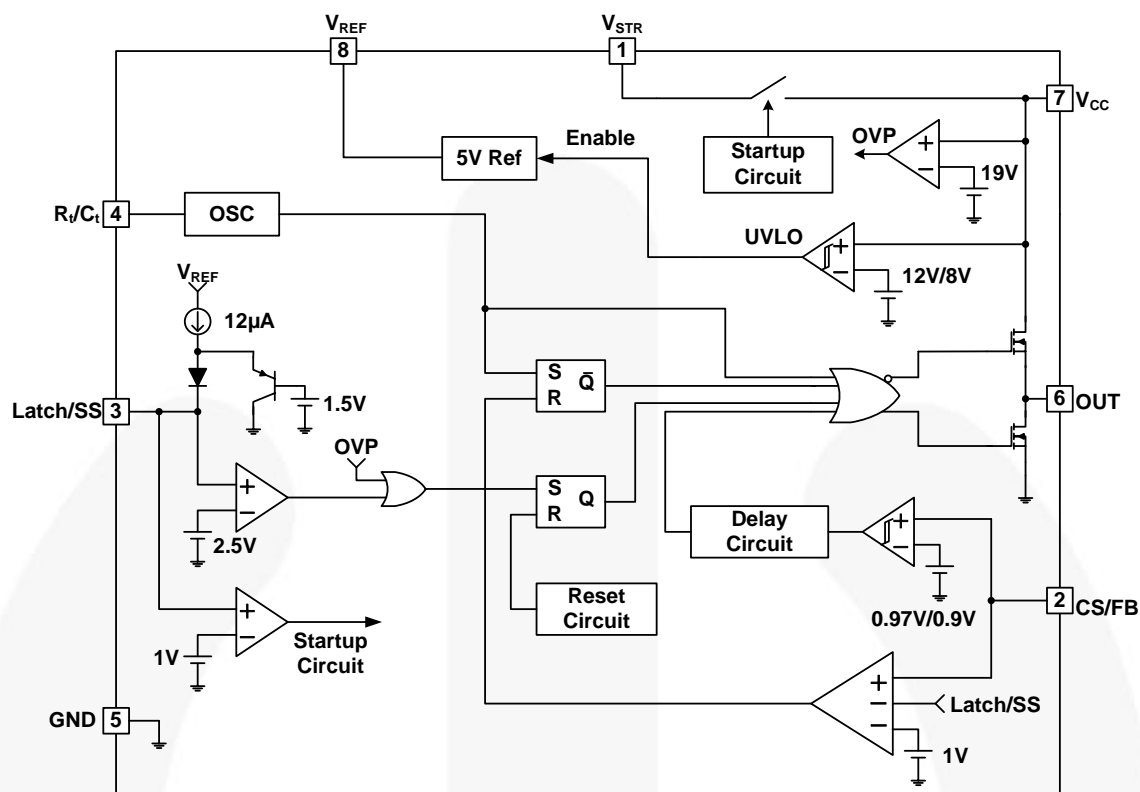 VREF
VSTR
8
1
7
VCC
Enable
OVP
+
−
5V Ref
Startup
Circuit
19V
Rt/Ct
4
OSC
UVLO
+
−
12V/8V
VREF
12µA
S
R
Q̅
Latch/SS
3
1.5V
6
OUT
OVP
+
−
S
R
Q
2.5V
Delay
Circuit
+
−
Reset
Circuit
2
CS/FB
0.97V/0.9V
+
−
Startup
Circuit
1V
+
−
−
Latch/SS
GND
5
1V